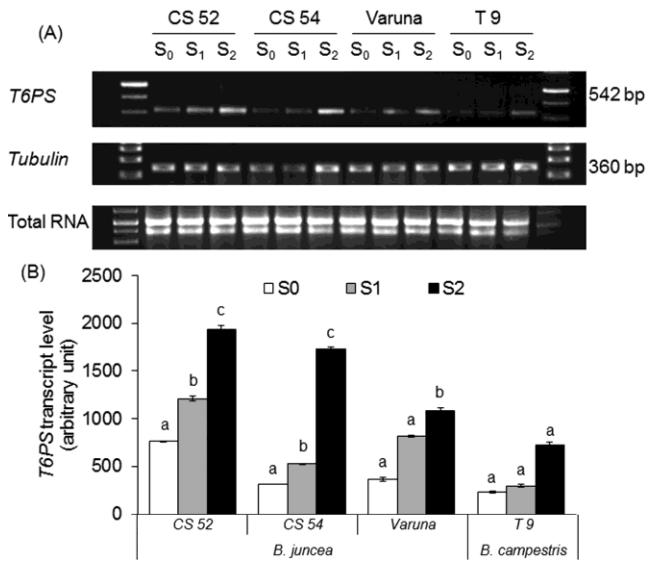 (A)
CS 52 CS 54 Varuna T 9
S0 S1 S2 S0 S1 S2 S0 S1 S2 S0 S1 S2
T6PS 542 bp
Tubulin 360 bp
Total RNA
(B)
S0 S1 S2
T6PS transcript level
(arbitrary unit)
2500
2000
1500
1000
500
0
a b c a b c a a b a a a
CS 52 CS 54 Varuna T 9
B. juncea B. campestris